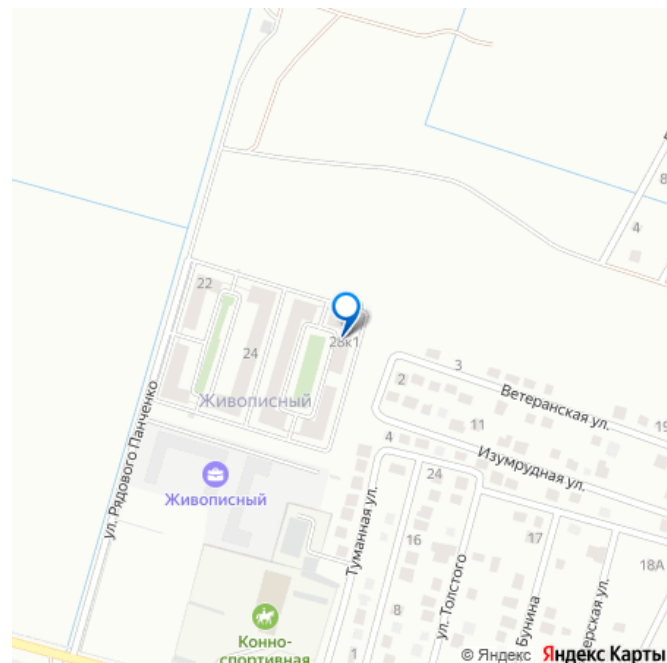 8
4
22
28к1
24
Живописный
ул. Рядового Панченко
3
2
Ветеранская ул.
19
11
Изумрудная ул.
4
24
Живописный
Туманная ул.
16
17
18А
ул. Толстого
8
Бунина
1
Конно-
спортивная
© Яндекс Яндекс Карты